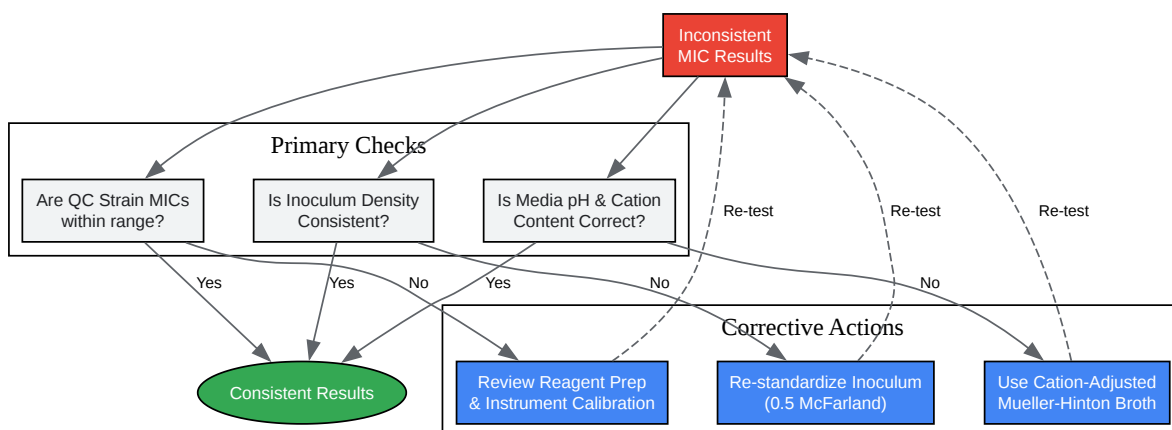 Inconsistent
MIC Results
Primary Checks
Are QC Strain MICs
within range?
Is Inoculum Density
Consistent?
Is Media pH & Cation
Content Correct?
Re-test
Re-test
Re-test
Yes
No
Yes
Yes
No
No
Corrective Actions
Consistent Results
Review Reagent Prep
& Instrument Calibration
Re-standardize Inoculum
(0.5 McFarland)
Use Cation-Adjusted
Mueller-Hinton Broth